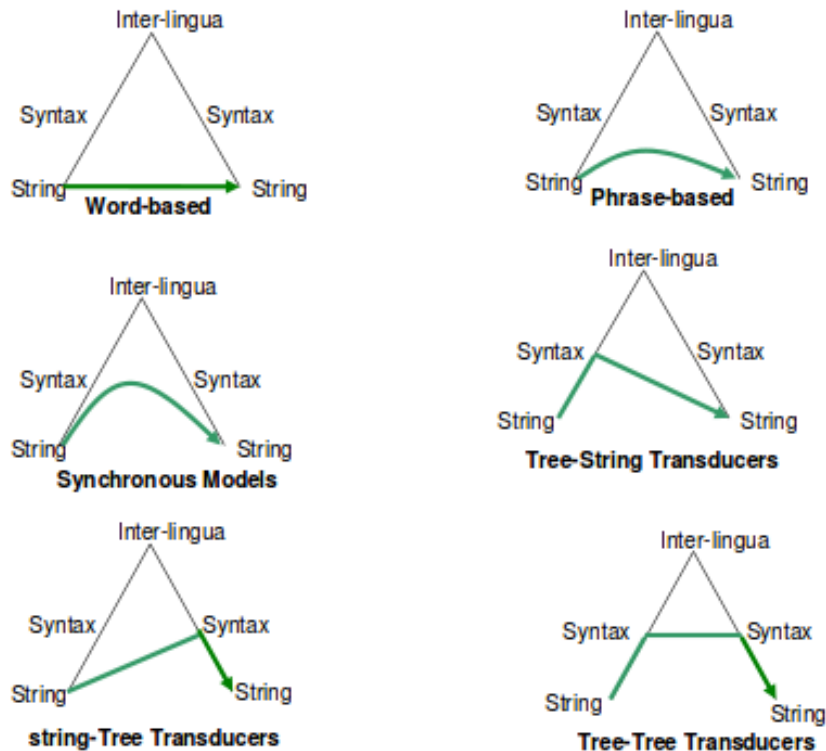 Inter-lingua
Syntax Syntax
String String
Word-based
Inter-lingua
Syntax Syntax
String String
Phrase-based
Inter-lingua
Syntax Syntax
String String
Synchronous Models
Inter-lingua
Syntax Syntax
String String
Tree-String Transducers
Inter-lingua
Syntax Syntax
String String
string-Tree Transducers
Inter-lingua
Syntax Syntax
String String
Tree-Tree Transducers